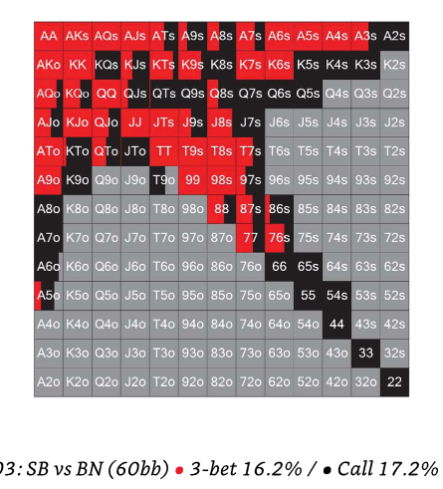 AA AKs AQs AJs ATs A9s A8s A7s A6s A5s A4s A3s A2s
AKo KK KQs KJs KTs K9s K8s K7s K6s K5s K4s K3s K2s
AQo KQo QQ QJs QTs Q9s Q8s Q7s Q6s Q5s Q4s Q3s Q2s
AJo KJo QJo JJ JTs J9s J8s J7s J6s J5s J4s J3s J2s
ATo KTo QTo JTo TT T9s T8s T7s T6s T5s T4s T3s T2s
A9o K9o Q9o J9o T9o 99 98s 97s 96s 95s 94s 93s 92s
A8o K8o Q8o J8o T8o 98o 88 87s 86s 85s 84s 83s 82s
A7o K7o Q7o J7o T7o 97o 87o 77 76s 75s 74s 73s 72s
A6o K6o Q6o J6o T6o 96o 86o 76o 66 65s 64s 63s 62s
A5o K5o Q5o J5o T5o 95o 85o 75o 65o 55 54s 53s 52s
A4o K4o Q4o J4o T4o 94o 84o 74o 64o 54o 44 43s 42s
A3o K3o Q3o J3o T3o 93o 83o 73o 63o 53o 43o 33 32s
A2o K2o Q2o J2o T2o 92o 82o 72o 62o 52o 42o 32o 22
03: SB vs BN (60bb) • 3-bet 16.2% / • Call 17.2%